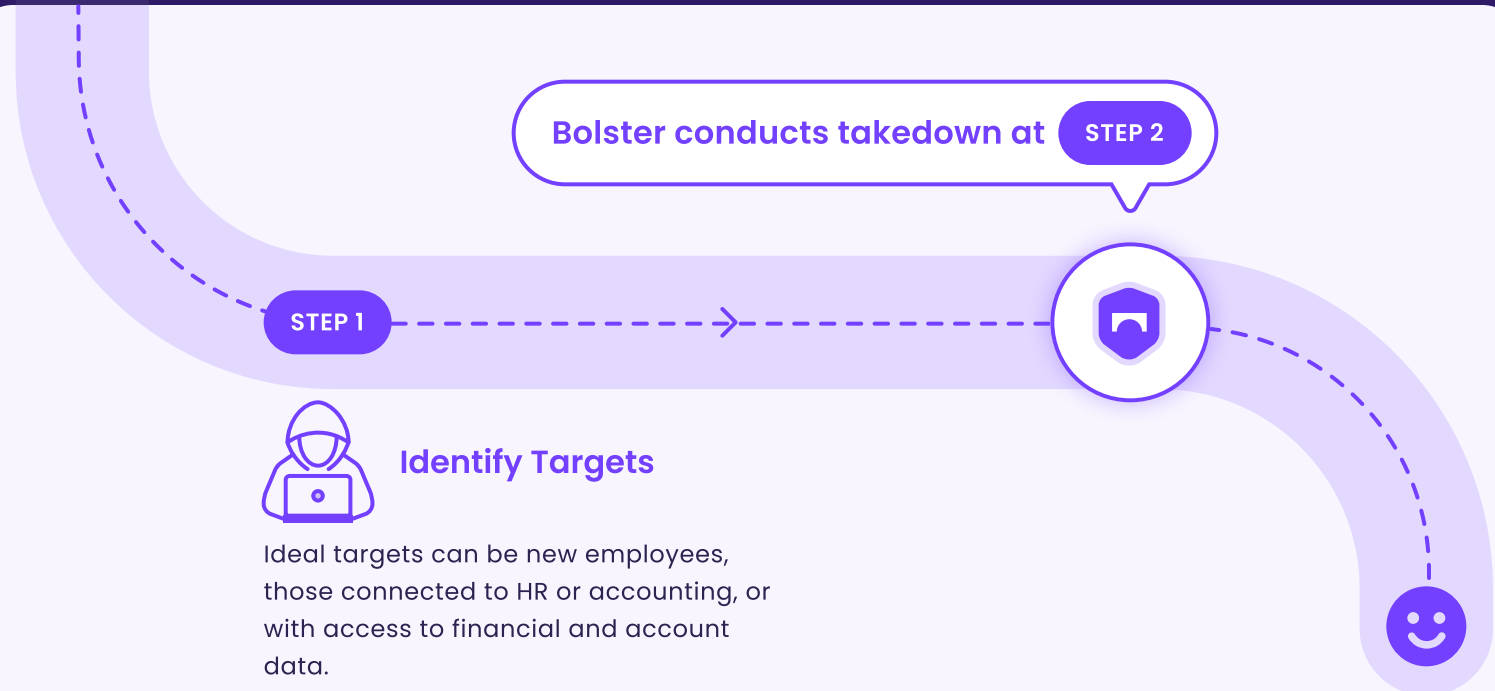 Bolster conducts takedown at STEP 2
STEP 1
Identify Targets
Ideal targets can be new employees,
those connected to HR or accounting, or
with access to financial and account
data.